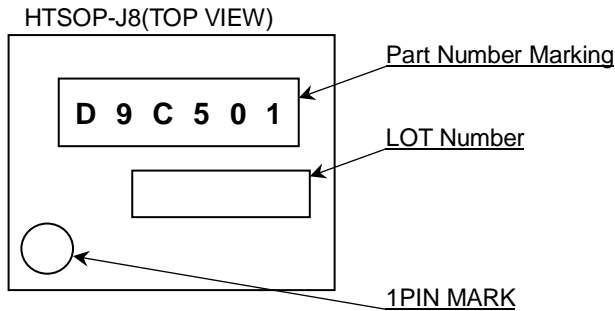 HTSOP-J8(TOP VIEW)
Part Number Marking
D 9 C 5 0 1
LOT Number
1PIN MARK